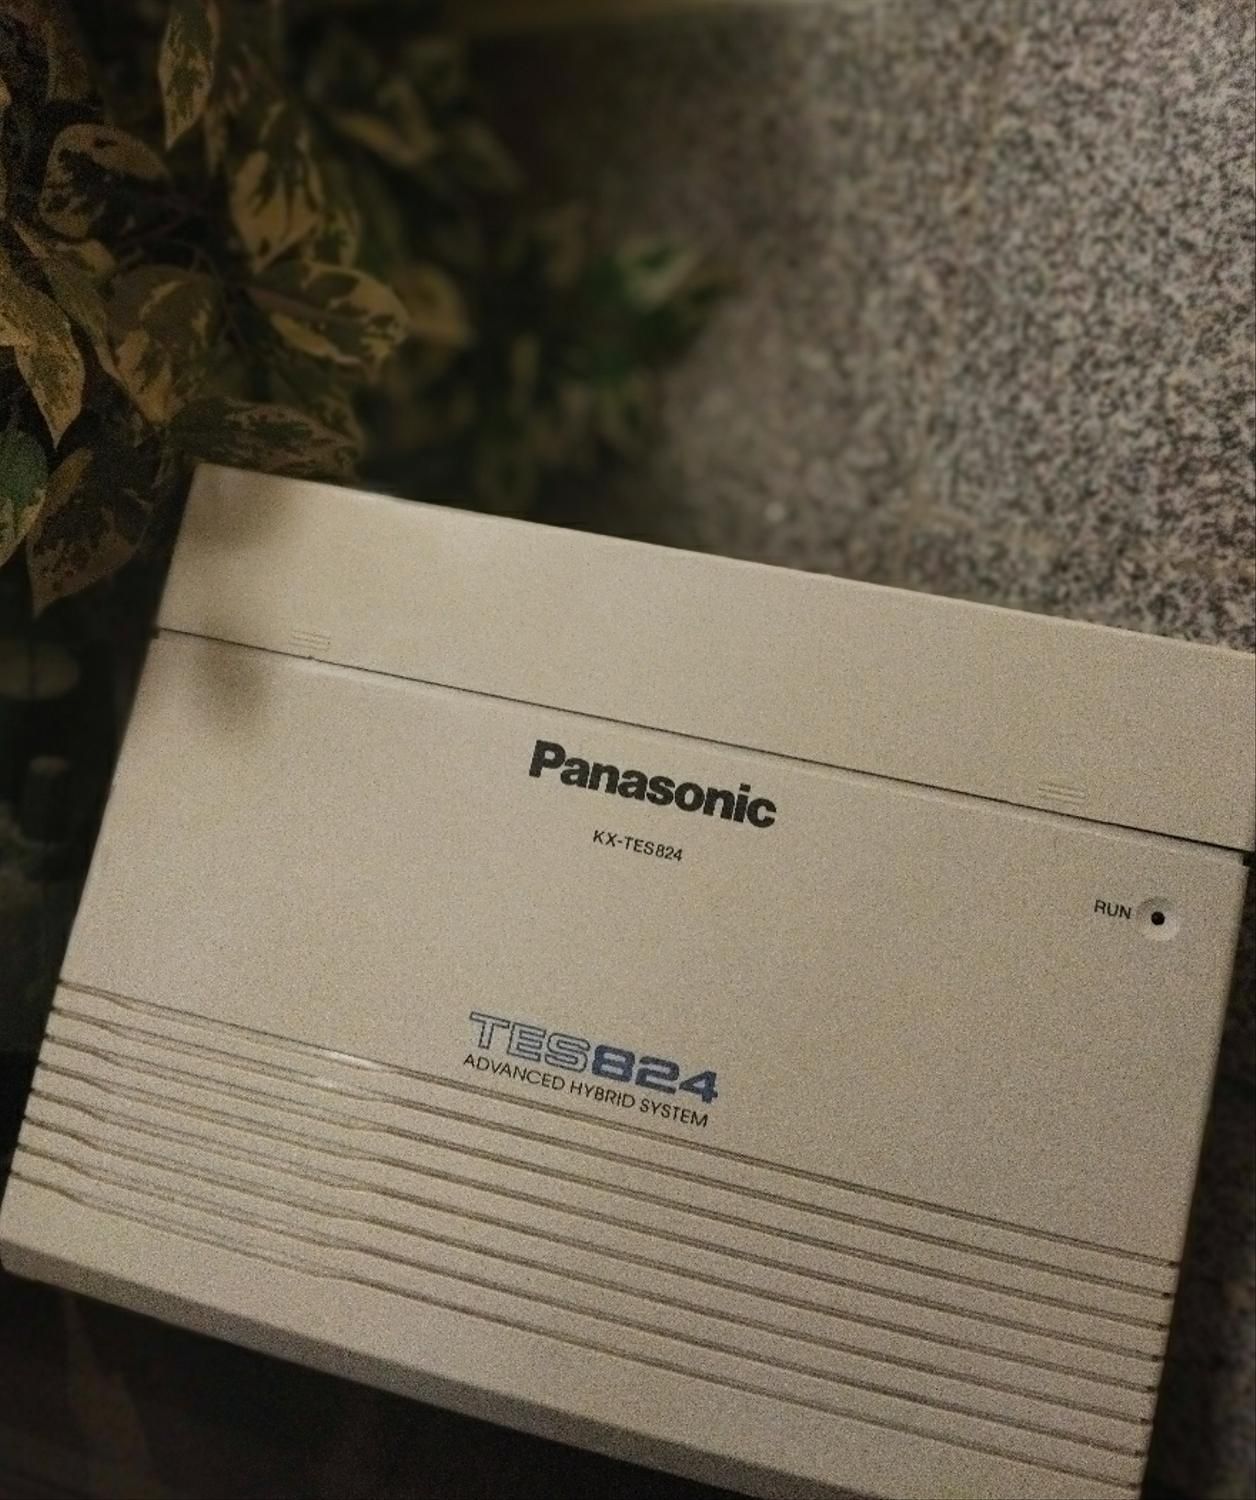 Panasonic
KX-TES824
RUN
TES824
ADVANCED HYBRID SYSTEM